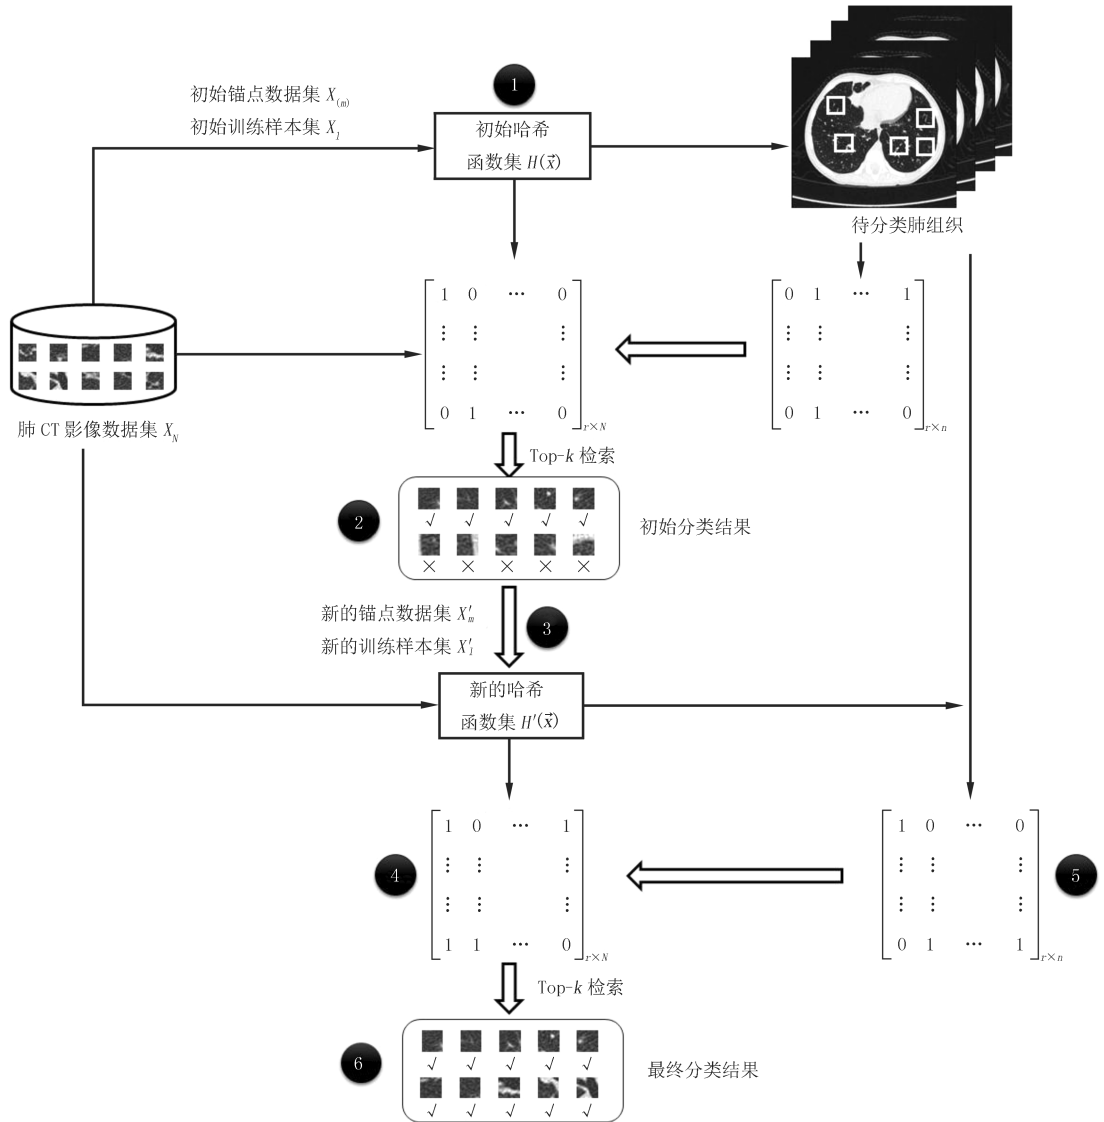 1
初始锚点数据集 X(m)
初始训练样本集 Xl
初始哈希
函数集 H(x⃗)
待分类肺组织
1 0 … 0
⋮ ⋮ ⋮
⋮ ⋮ ⋮
0 1 … 0
r×N
0 1 … 1
⋮ ⋮ ⋮
⋮ ⋮ ⋮
0 1 … 0
r×n
肺 CT 影像数据集 XN
Top-k 检索
2
√ √ √ √ √
× × × × ×
初始分类结果
新的锚点数据集 X′m
新的训练样本集 X′l
3
新的哈希
函数集 H′(x⃗)
4
1 0 … 1
⋮ ⋮ ⋮
⋮ ⋮ ⋮
1 1 … 0
r×N
1 0 … 0
⋮ ⋮ ⋮
⋮ ⋮ ⋮
0 1 … 1
r×n
5
Top-k 检索
6
√ √ √ √ √
√ √ √ √ √
最终分类结果